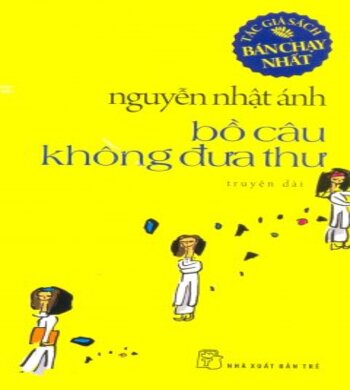 TÁC GIẢ SÁCH
BÁN CHẠY
NHẤT
nguyễn nhật ánh
bồ câu
không đưa thư
truyện dài
NHÀ XUẤT BẢN TRẺ